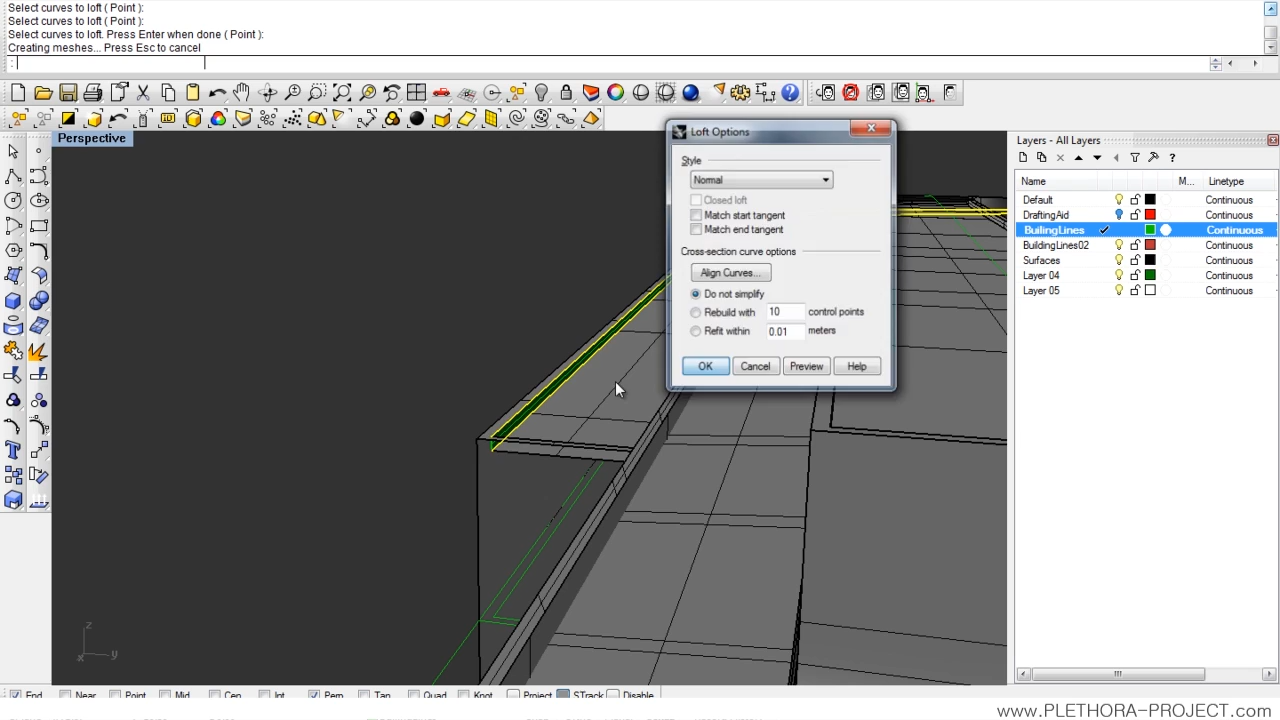 Select curves to loft ( Point ):
Select curves to loft ( Point ):
Select curves to loft. Press Enter when done ( Point ):
Creating meshes... Press Esc to cancel
:
Perspective
Loft Options
Style
Normal
Closed loft
Match start tangent
Match end tangent
Cross-section curve options
Align Curves...
Do not simplify
Rebuild with 10 control points
Refit within 0.01 meters
OK Cancel Preview Help
Layers - All Layers
Name M... Linetype
Default Continuous
DraftingAid Continuous
BuilingLines Continuous
BuildingLines02 Continuous
Surfaces Continuous
Layer 04 Continuous
Layer 05 Continuous
z
x y
End Near Point Mid Cen Int Perp Tan Quad Knot Project STrack Disable
www.PLETHORA-PROJECT.com